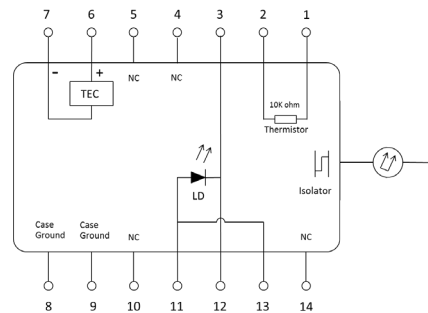 7 6 5 4 3 2 1
- +
NC NC
TEC
10K ohm
Thermistor
LD
Isolator
Case
Ground
Case
Ground
NC
NC
8 9 10 11 12 13 14